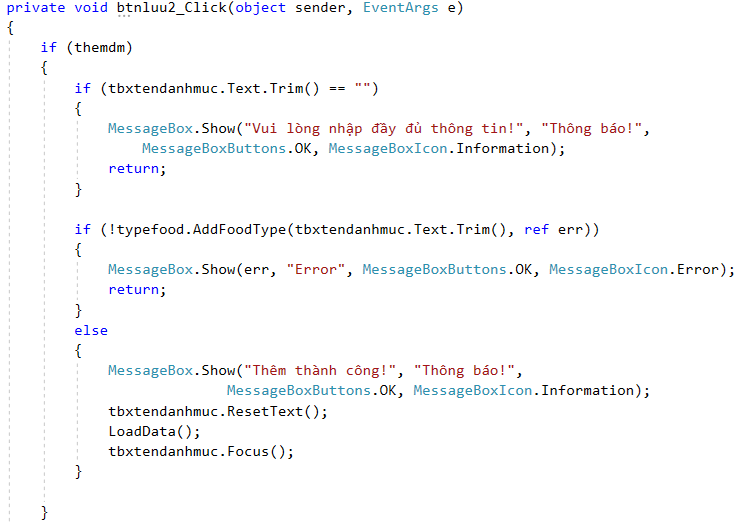 private void btnluu2_Click(object sender, EventArgs e)
{
    if (themdm)
    {
        if (tbxtendanhmuc.Text.Trim() == "")
        {
            MessageBox.Show("Vui lòng nhập đầy đủ thông tin!", "Thông báo!",
                MessageBoxButtons.OK, MessageBoxIcon.Information);
            return;
        }

        if (!typefood.AddFoodType(tbxtendanhmuc.Text.Trim(), ref err))
        {
            MessageBox.Show(err, "Error", MessageBoxButtons.OK, MessageBoxIcon.Error);
            return;
        }
        else
        {
            MessageBox.Show("Thêm thành công!", "Thông báo!",
                          MessageBoxButtons.OK, MessageBoxIcon.Information);
            tbxtendanhmuc.ResetText();
            LoadData();
            tbxtendanhmuc.Focus();
        }

    }